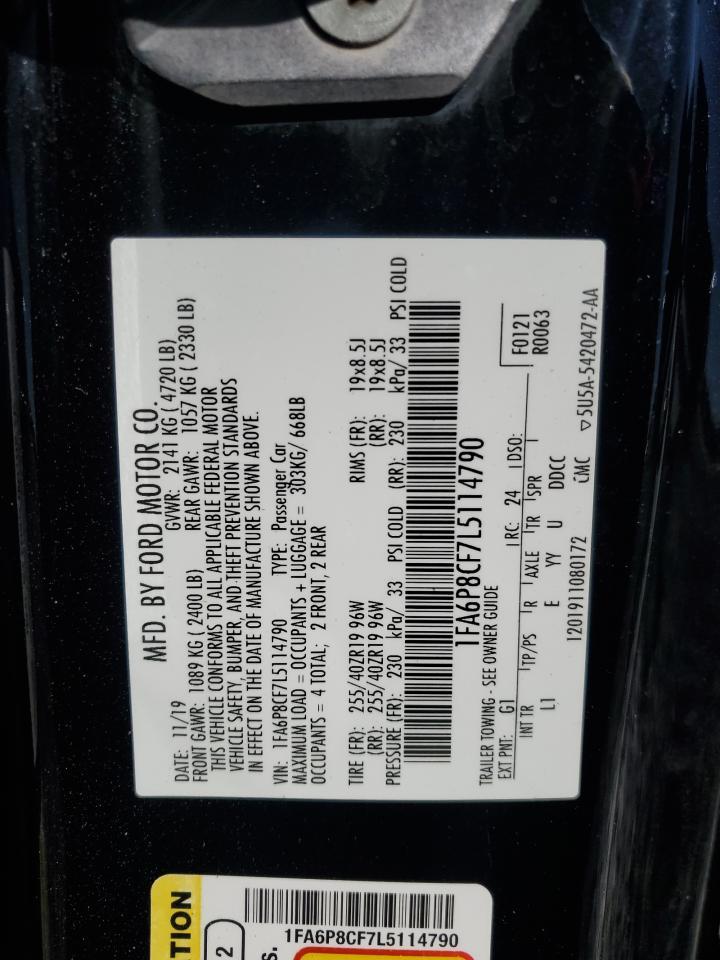 MFD. BY FORD MOTOR CO.
DATE: 11/19 GVWR: 2141 KG ( 4720 LB)
FRONT GAWR: 1089 KG ( 2400 LB) REAR GAWR: 1057 KG ( 2330 LB)
THIS VEHICLE CONFORMS TO ALL APPLICABLE FEDERAL MOTOR
VEHICLE SAFETY, BUMPER, AND THEFT PREVENTION STANDARDS
IN EFFECT ON THE DATE OF MANUFACTURE SHOWN ABOVE.
VIN: 1FA6P8CF7L5114790 TYPE: Passenger Car
MAXIMUM LOAD = OCCUPANTS + LUGGAGE = 303KG/ 668LB
OCCUPANTS = 4 TOTAL; 2 FRONT, 2 REAR
TIRE (FR): 255/40ZR19 96W RIMS (FR): 19x8.5J
(RR): 255/40ZR19 96W (RR): 19x8.5J
PRESSURE (FR): 230 kPa/ 33 PSI COLD (RR): 230 kPa/ 33 PSI COLD
1FA6P8CF7L5114790
TRAILER TOWING - SEE OWNER GUIDE F0121
EXT PNT: G1 RC: 24 DSO: R0063
INT TR TP/PS R AXLE TR SPR
L1 E YY U DDCC
120191108017​2 CMC ▽5U5A-5420472-AA
TION
2
S.
1FA6P8CF7L5114790